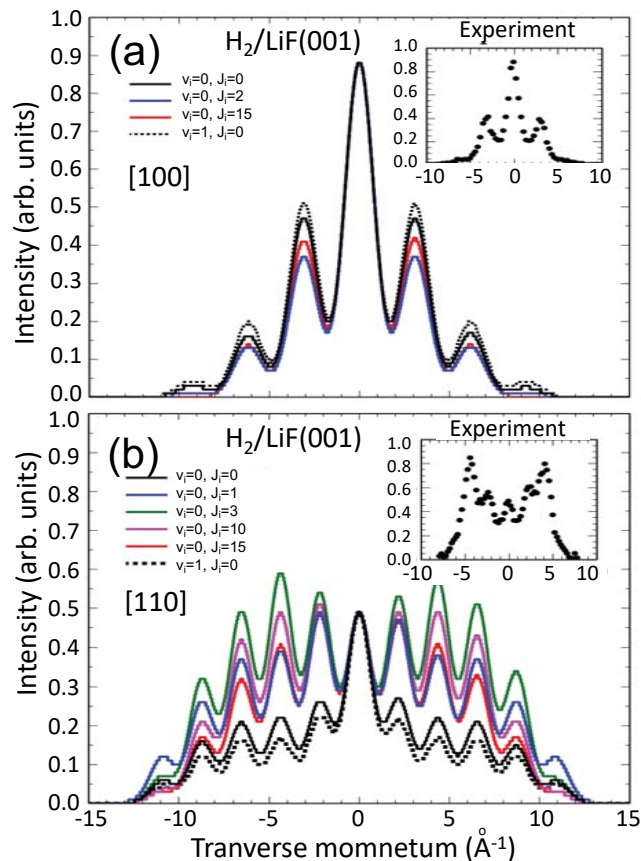 1.0
0.9
0.8
0.7
0.6
0.5
0.4
0.3
0.2
0.1
0.0
Intensity (arb. units)
(a)
H₂/LiF(001)
vᵢ=0, Jᵢ=0
vᵢ=0, Jᵢ=2
vᵢ=0, Jᵢ=15
vᵢ=1, Jᵢ=0
[100]
Experiment
1.0
0.8
0.6
0.4
0.2
0.0
-10 -5 0 5 10
1.0
0.9
0.8
0.7
0.6
0.5
0.4
0.3
0.2
0.1
0.0
Intensity (arb. units)
(b)
H₂/LiF(001)
vᵢ=0, Jᵢ=0
vᵢ=0, Jᵢ=1
vᵢ=0, Jᵢ=3
vᵢ=0, Jᵢ=10
vᵢ=0, Jᵢ=15
vᵢ=1, Jᵢ=0
[110]
Experiment
1.0
0.8
0.6
0.4
0.2
0.0
-10 -5 0 5 10
-15 -10 -5 0 5 10 15
Tranverse momnetum (Å⁻¹)